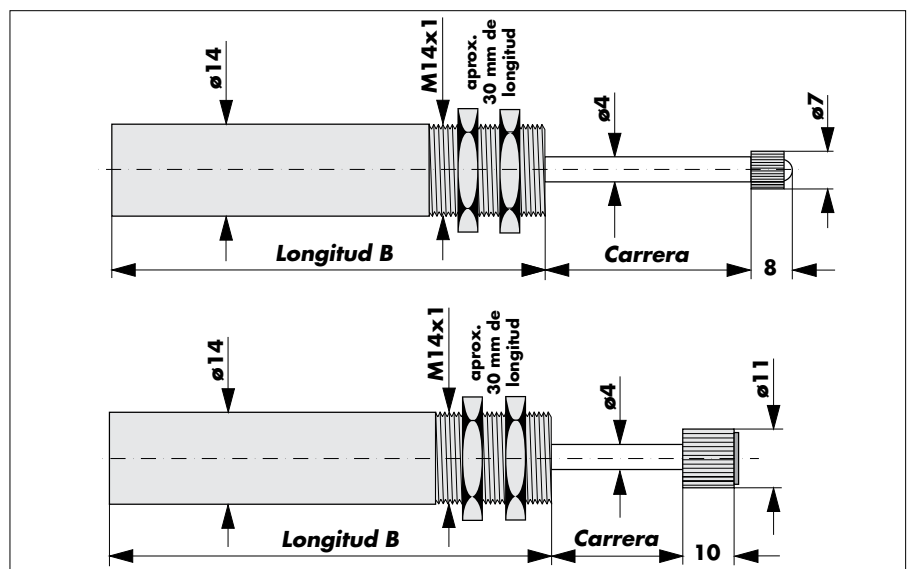 ø14
M14x1
aprox.
30 mm de
longitud
ø4
ø7
Longitud B
Carrera
8
ø14
M14x1
aprox.
30 mm de
longitud
ø4
ø11
Longitud B
Carrera
10